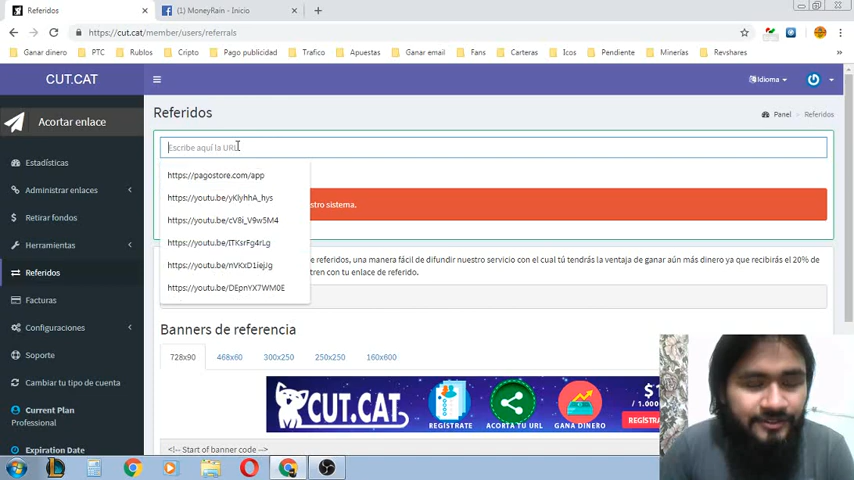 Referidos
(1) MoneyRain - Inicio
https://cut.cat/member/users/referrals
Ganar dinero PTC Rublos Cripto Pago publicidad Trafico Apuestas Ganar email Fans Carteras Icos Pendiente Minerías Revshares
CUT.CAT
Idioma
Acortar enlace
Referidos
Panel / Referidos
Escribe aquí la URL
https://pagostore.com/app
https://youtu.be/yKlyhhA_hys
https://youtu.be/cV8i_V9w5M4
https://youtu.be/ITKsrFg4rLg
https://youtu.be/nVKxD1iejJg
https://youtu.be/DEpnYX7WM0E
stro sistema.
Estadísticas
Administrar enlaces
Retirar fondos
Herramientas
Referidos
Facturas
Configuraciones
Soporte
Cambiar tu tipo de cuenta
Current Plan
Professional
Expiration Date
de referidos, una manera fácil de difundir nuestro servicio con el cual tú tendrás la ventaja de ganar aún más dinero ya que recibirás el 20% de
tren con tu enlace de referido.
Banners de referencia
728x90 468x60 300x250 250x250 160x600
CUT.CAT
REGÍSTRATE
ACORTA TU URL
GANA DINERO
$1
/ 1.000
REGÍSTRA
<!-- Start of banner code -->